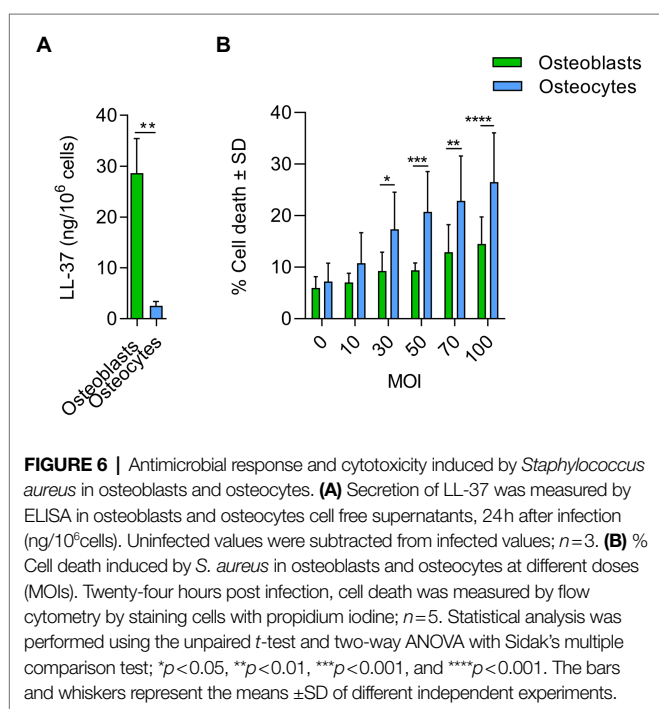 A
B
Osteoblasts
Osteocytes
LL-37 (ng/10⁶ cells)
40
30
20
10
0
**
Osteoblasts
Osteocytes
% Cell death ± SD
40
30
20
10
0
*
***
**
****
0 10 30 50 70 100
MOI
FIGURE 6 | Antimicrobial response and cytotoxicity induced by Staphylococcus
aureus in osteoblasts and osteocytes. (A) Secretion of LL-37 was measured by
ELISA in osteoblasts and osteocytes cell free supernatants, 24h after infection
(ng/10⁶cells). Uninfected values were subtracted from infected values; n=3. (B) %
Cell death induced by S. aureus in osteoblasts and osteocytes at different doses
(MOIs). Twenty-four hours post infection, cell death was measured by flow
cytometry by staining cells with propidium iodine; n=5. Statistical analysis was
performed using the unpaired t-test and two-way ANOVA with Sidak's multiple
comparison test; *p<0.05, **p<0.01, ***p<0.001, and ****p<0.001. The bars
and whiskers represent the means ±SD of different independent experiments.